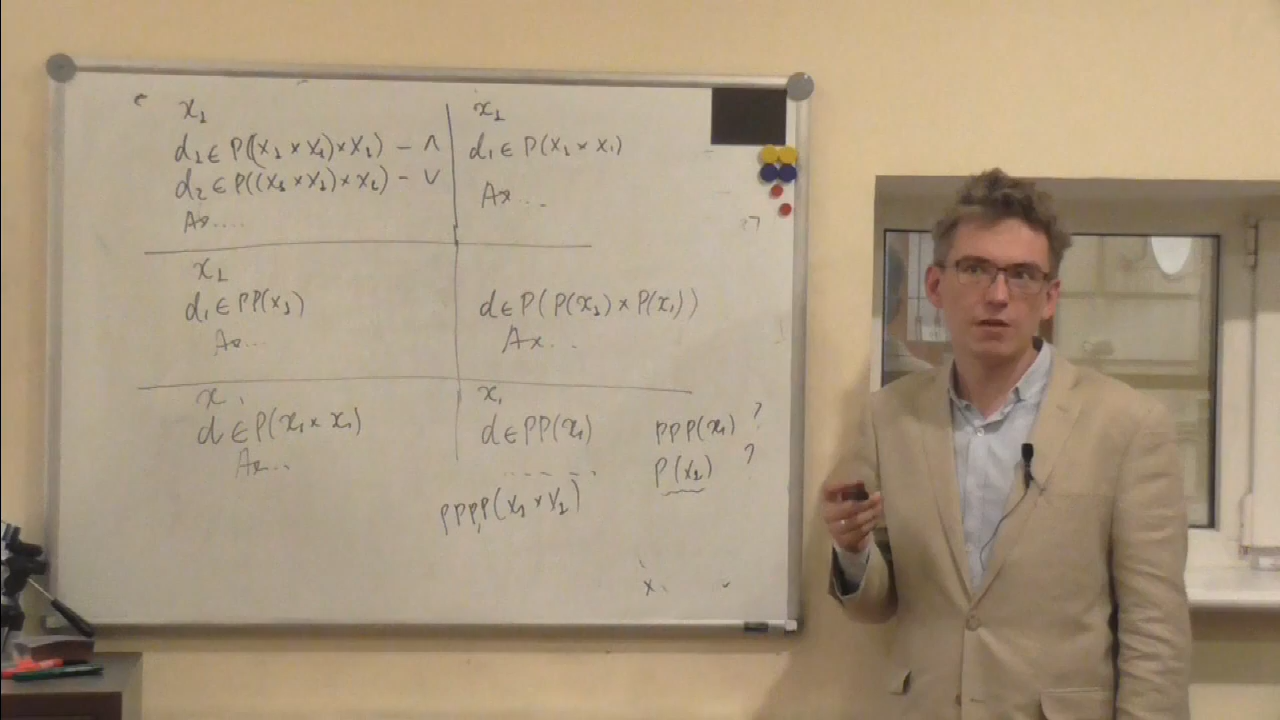 x₁
d₁ ∈ P((x₁ × x₁) × x₁) – ∧
d₂ ∈ P((x₁ × x₁) × x₁) – ∨
Ax....
x₁
d₁ ∈ P(x₁ × x₁)
Ax...
x₁
d₁ ∈ PP(x₁)
Ax...
d ∈ P(P(x₁) × P(x₁))
Ax...
x₁
d ∈ P(x₁ × x₁)
Ax...
x₁
d ∈ PP(x₁)
.....
PPP(x₁) ?
P(x₁) ?
PPPP(x₁ × x₂)
x.